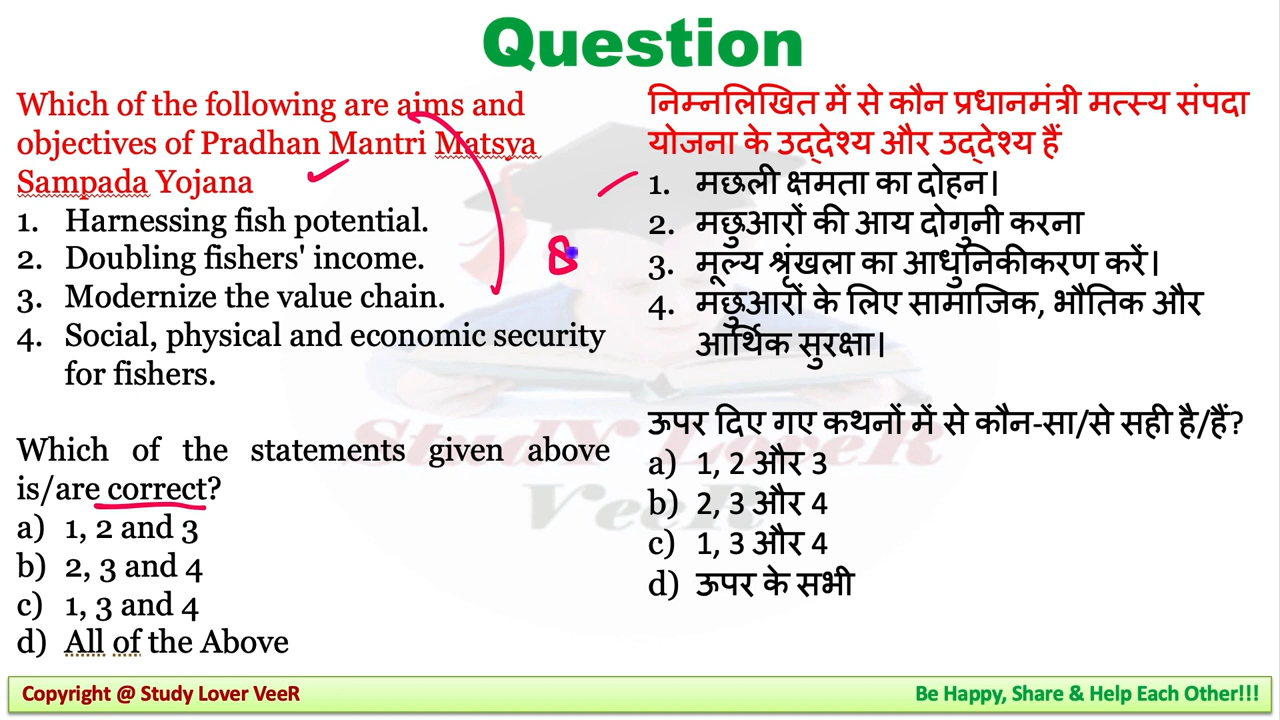 Question
Which of the following are aims and
objectives of Pradhan Mantri Matsya
Sampada Yojana
1. Harnessing fish potential.
2. Doubling fishers' income.
3. Modernize the value chain.
4. Social, physical and economic security
for fishers.
Which of the statements given above
is/are correct?
a) 1, 2 and 3
b) 2, 3 and 4
c) 1, 3 and 4
d) All of the Above
निम्नलिखित में से कौन प्रधानमंत्री मत्स्य संपदा
योजना के उद्देश्य और उद्देश्य हैं
1. मछली क्षमता का दोहन।
2. मछुआरों की आय दोगुनी करना
3. मूल्य श्रृंखला का आधुनिकीकरण करें।
4. मछुआरों के लिए सामाजिक, भौतिक और
आर्थिक सुरक्षा।
ऊपर दिए गए कथनों में से कौन-सा/से सही है/हैं?
a) 1, 2 और 3
b) 2, 3 और 4
c) 1, 3 और 4
d) ऊपर के सभी
8
StudY LoveR
VeeR
Copyright @ Study Lover VeeR
Be Happy, Share & Help Each Other!!!